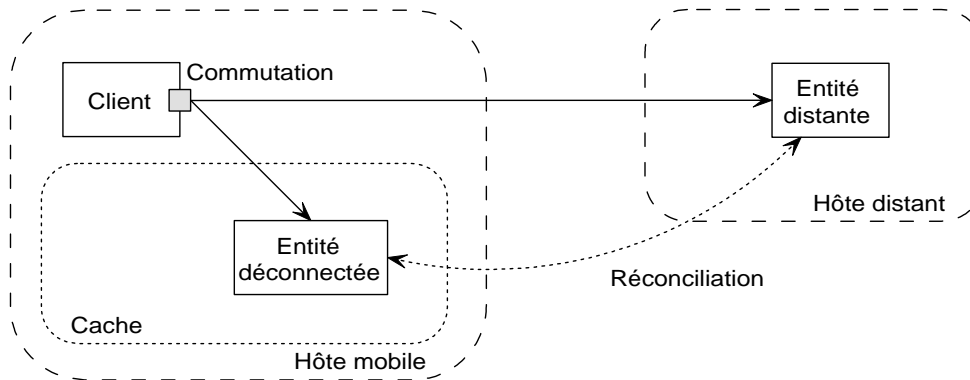 Commutation
Client
Entité
distante
Hôte distant
Entité
déconnectée
Réconciliation
Cache
Hôte mobile